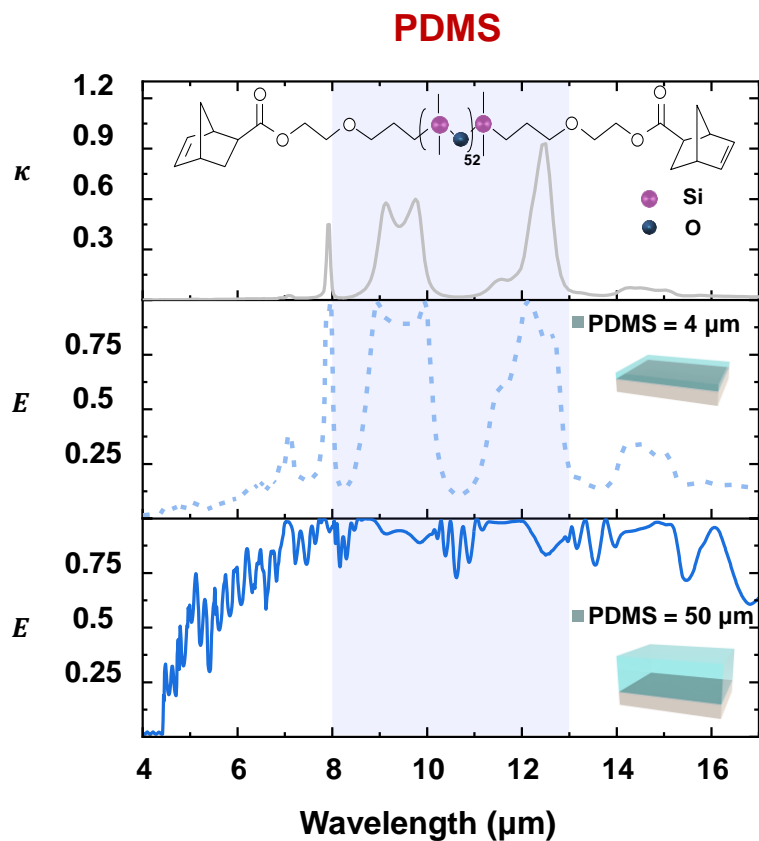 PDMS
1.2
0.9
0.6
0.3
κ
O
O
O
52
O
O
O
Si
O
0.75
0.5
0.25
E
PDMS = 4 μm
0.75
0.5
0.25
E
PDMS = 50 μm
4 6 8 10 12 14 16
Wavelength (μm)